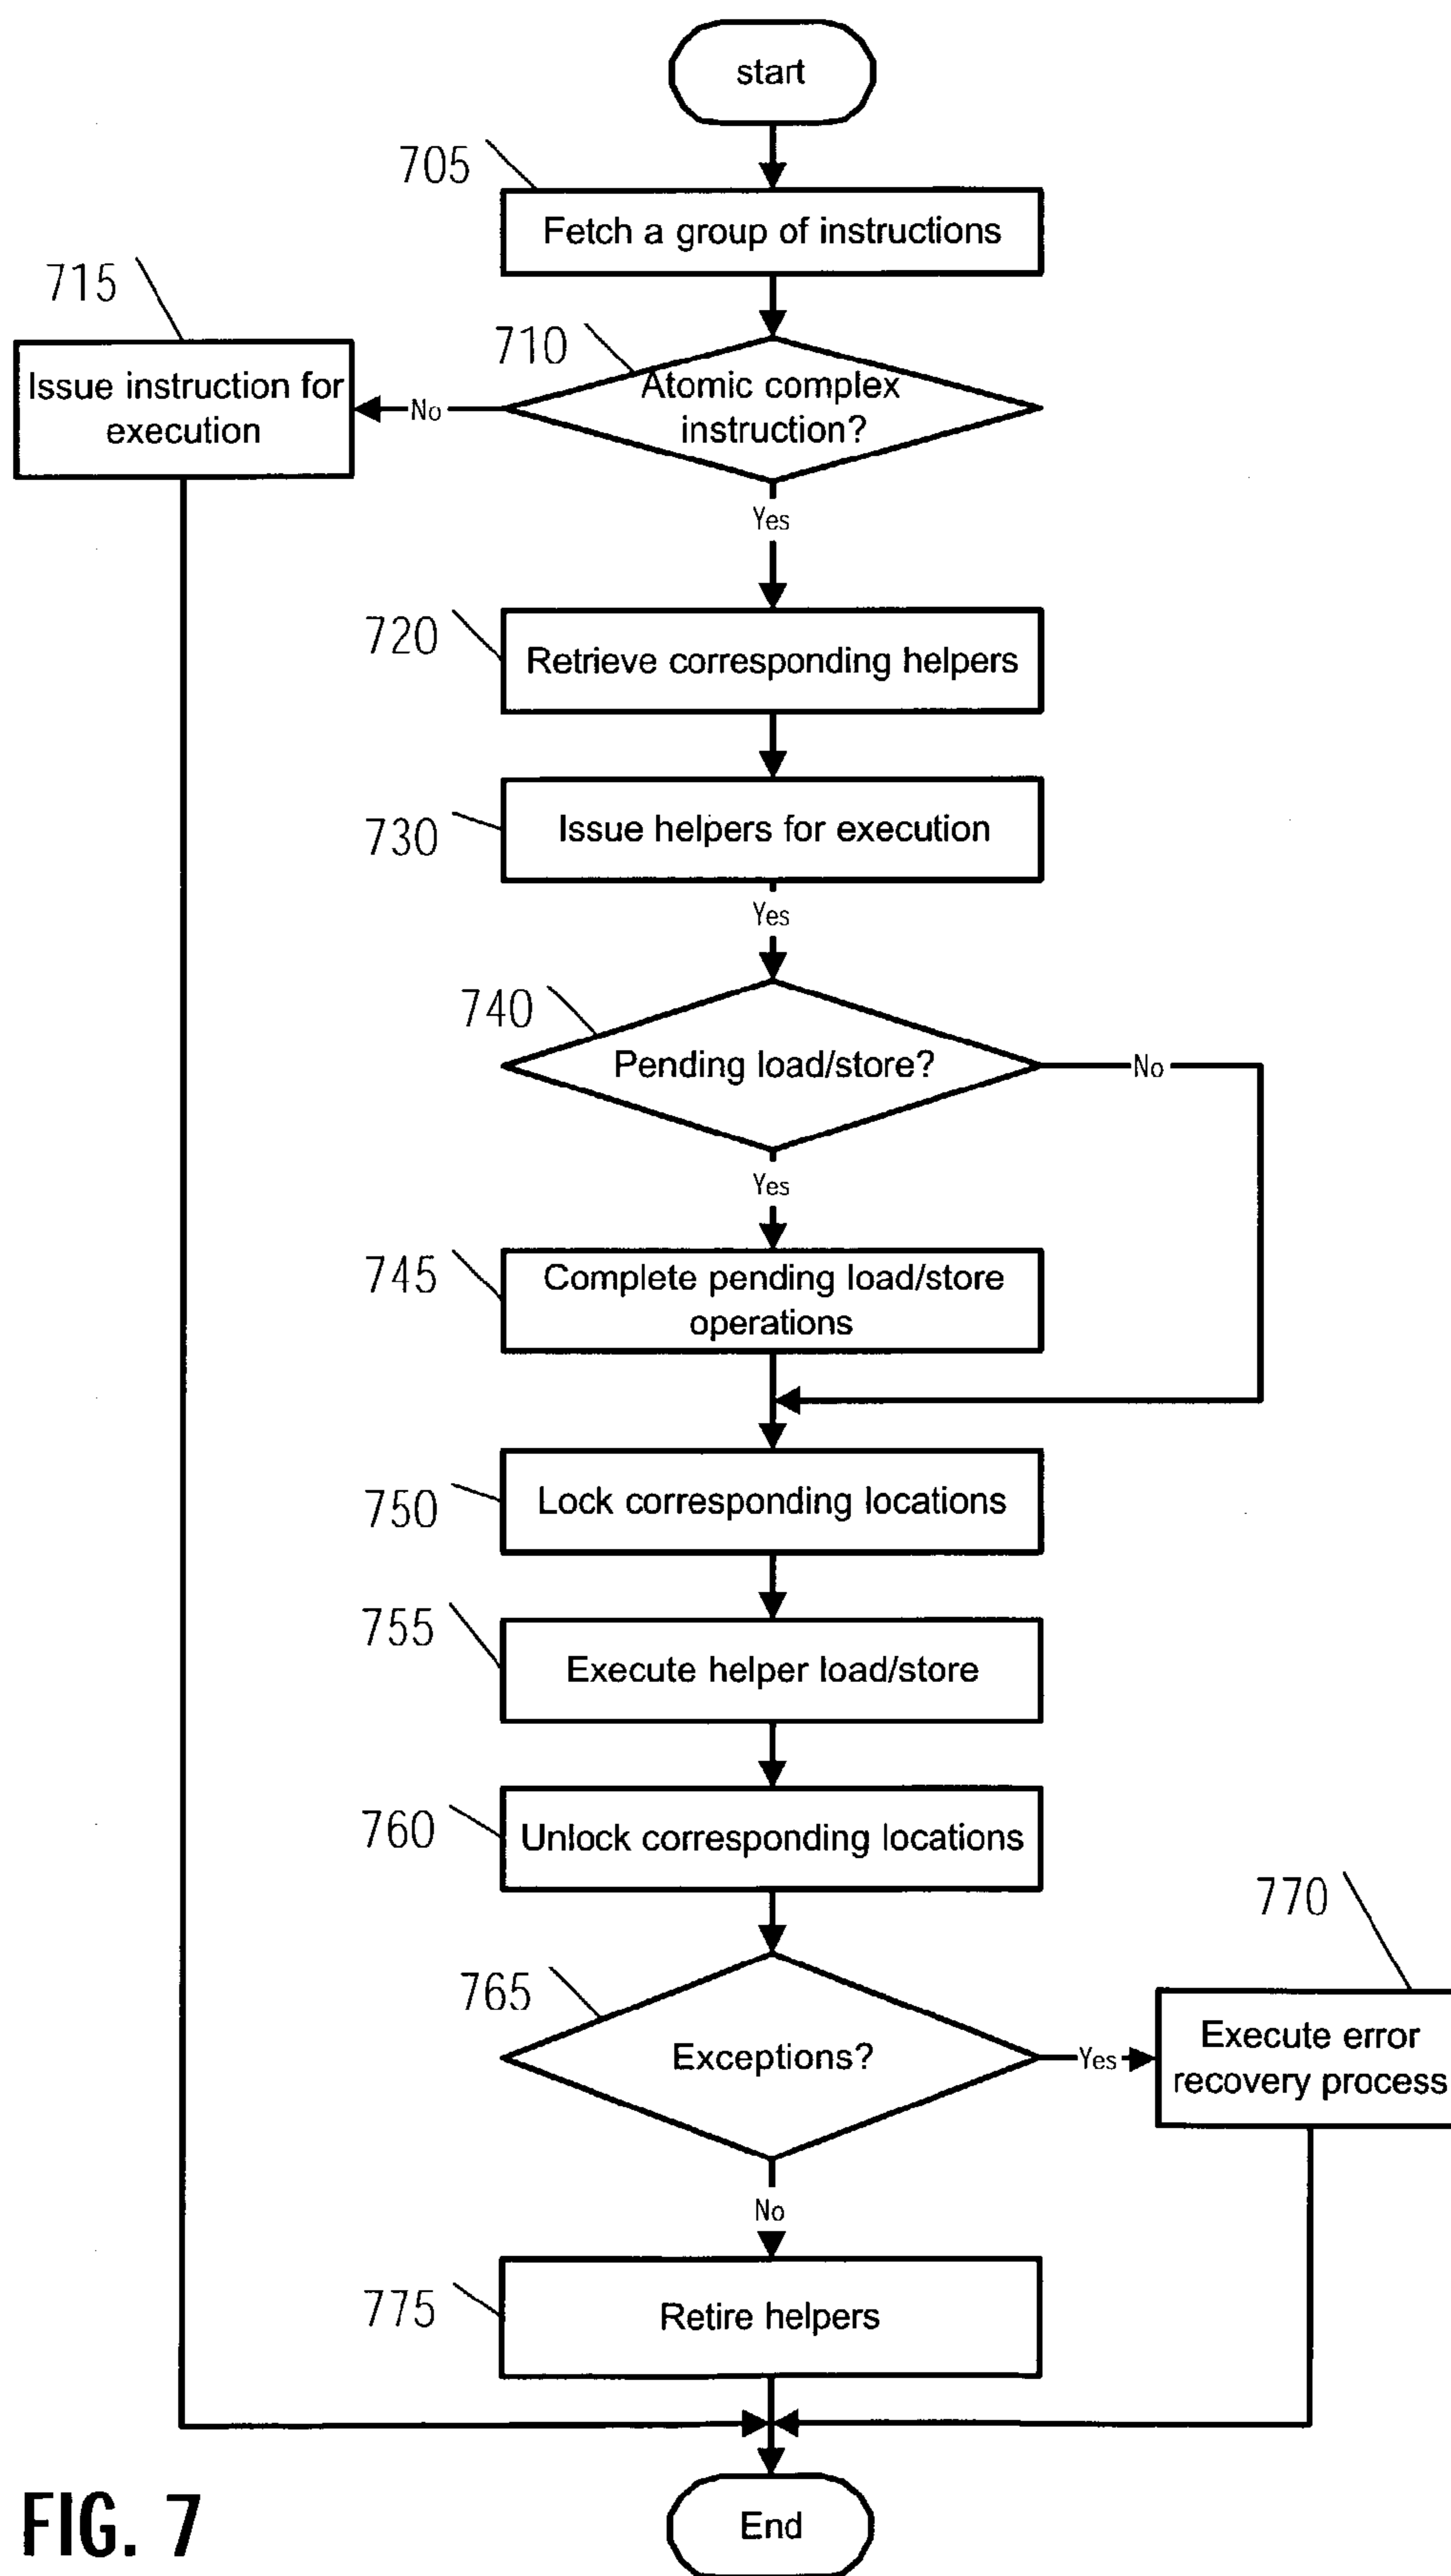 start
705
Fetch a group of instructions
715
710
Issue instruction for
execution
No
Atomic complex
instruction?
Yes
720
Retrieve corresponding helpers
730
Issue helpers for execution
Yes
740
Pending load/store?
No
Yes
745
Complete pending load/store
operations
750
Lock corresponding locations
755
Execute helper load/store
760
Unlock corresponding locations
770
765
Exceptions?
Yes
Execute error
recovery process
No
775
Retire helpers
End
FIG. 7